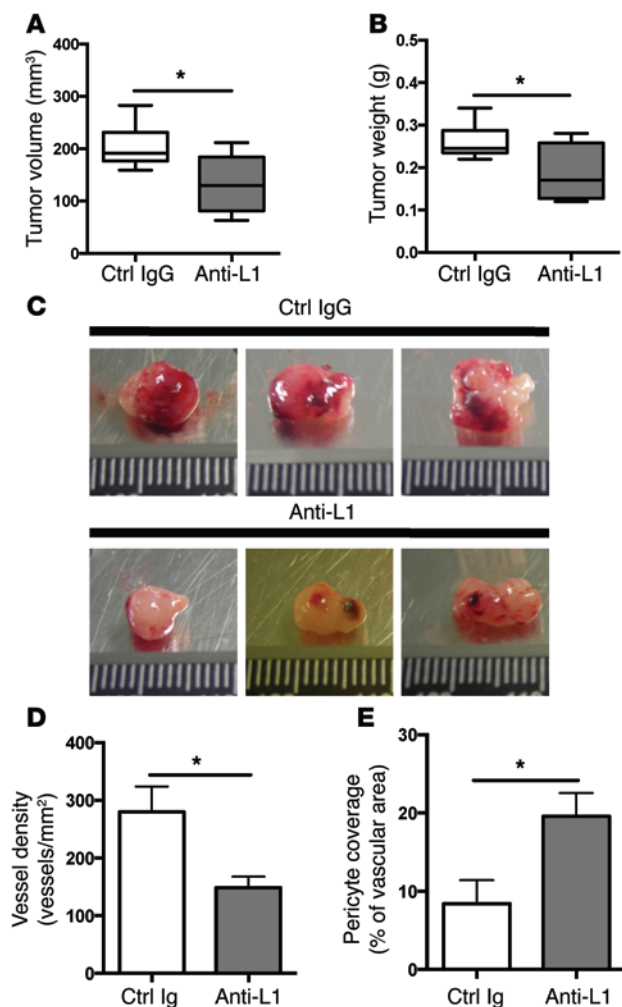 A
Tumor volume (mm³)
400
300
200
100
0
*
Ctrl IgG Anti-L1
B
Tumor weight (g)
0.5
0.4
0.3
0.2
0.1
0.0
*
Ctrl IgG Anti-L1
C
Ctrl IgG
Anti-L1
D
Vessel density
(vessels/mm²)
400
300
200
100
0
*
Ctrl Ig Anti-L1
E
Pericyte coverage
(% of vascular area)
30
20
10
0
*
Ctrl Ig Anti-L1